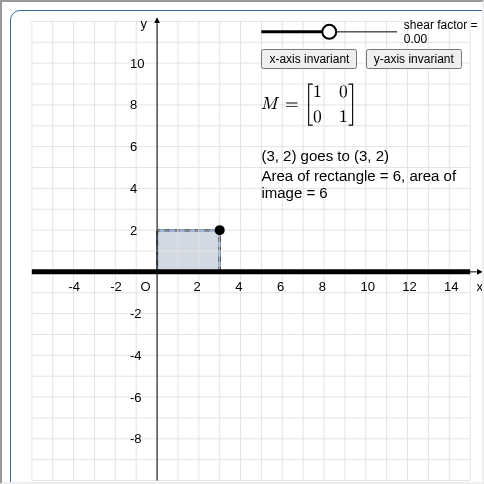 y
shear factor =
0.00
x-axis invariant y-axis invariant
M = [1 0
0 1]
(3, 2) goes to (3, 2)
Area of rectangle = 6, area of
image = 6
10
8
6
4
2
-4 -2 O 2 4 6 8 10 12 14 x
-2
-4
-6
-8